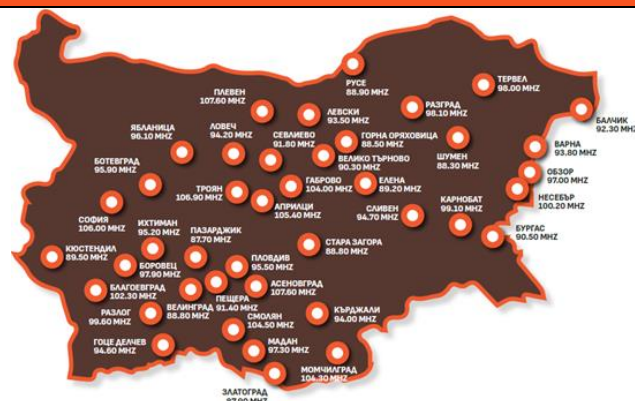 РУСЕ
88.90 MHZ
ТЕРВЕЛ
98.00 MHZ
ПЛЕВЕН
107.60 MHZ
ЛЕВСКИ
93.50 MHZ
РАЗГРАД
98.10 MHZ
БАЛЧИК
92.30 MHZ
ЯБЛАНИЦА
96.10 MHZ
ЛОВЕЧ
94.20 MHZ
СЕВЛИЕВО
91.80 MHZ
ГОРНА ОРЯХОВИЦА
88.50 MHZ
ШУМЕН
88.30 MHZ
ВАРНА
93.80 MHZ
БОТЕВГРАД
95.90 MHZ
ВЕЛИКО ТЪРНОВО
90.30 MHZ
ОБЗОР
97.00 MHZ
ТРОЯН
106.90 MHZ
ГАБРОВО
104.00 MHZ
ЕЛЕНА
89.20 MHZ
НЕСЕБЪР
100.20 MHZ
АПРИЛЦИ
105.40 MHZ
СОФИЯ
106.00 MHZ
СЛИВЕН
94.70 MHZ
КАРНОБАТ
99.10 MHZ
ИХТИМАН
95.20 MHZ
БУРГАС
90.50 MHZ
КЮСТЕНДИЛ
89.50 MHZ
ПАЗАРДЖИК
87.70 MHZ
СТАРА ЗАГОРА
88.80 MHZ
БОРОВЕЦ
97.90 MHZ
ПЛОВДИВ
95.50 MHZ
БЛАГОЕВГРАД
102.30 MHZ
ВЕЛИНГРАД
88.80 MHZ
ПЕЩЕРА
91.40 MHZ
АСЕНОВГРАД
107.60 MHZ
РАЗЛОГ
99.60 MHZ
СМОЛЯН
104.50 MHZ
КЪРДЖАЛИ
94.00 MHZ
ГОЦЕ ДЕЛЧЕВ
94.60 MHZ
МАДАН
97.30 MHZ
МОМЧИЛГРАД
104.30 MHZ
ЗЛАТОГРАД